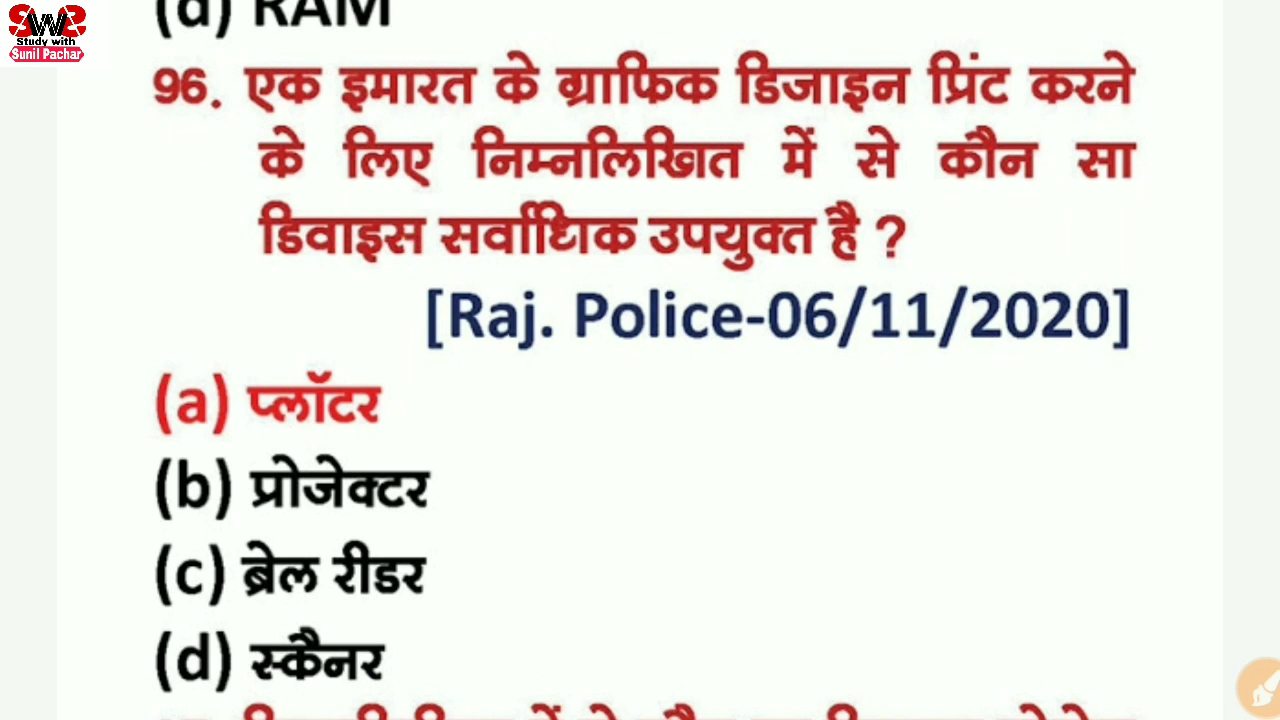 SWS
Study with
Sunil Pachar
(d) RAM
96. एक इमारत के ग्राफिक डिजाइन प्रिंट करने
के लिए निम्नलिखित में से कौन सा
डिवाइस सर्वाधिक उपयुक्त है ?
[Raj. Police-06/11/2020]
(a) प्लॉटर
(b) प्रोजेक्टर
(c) ब्रेल रीडर
(d) स्कैनर